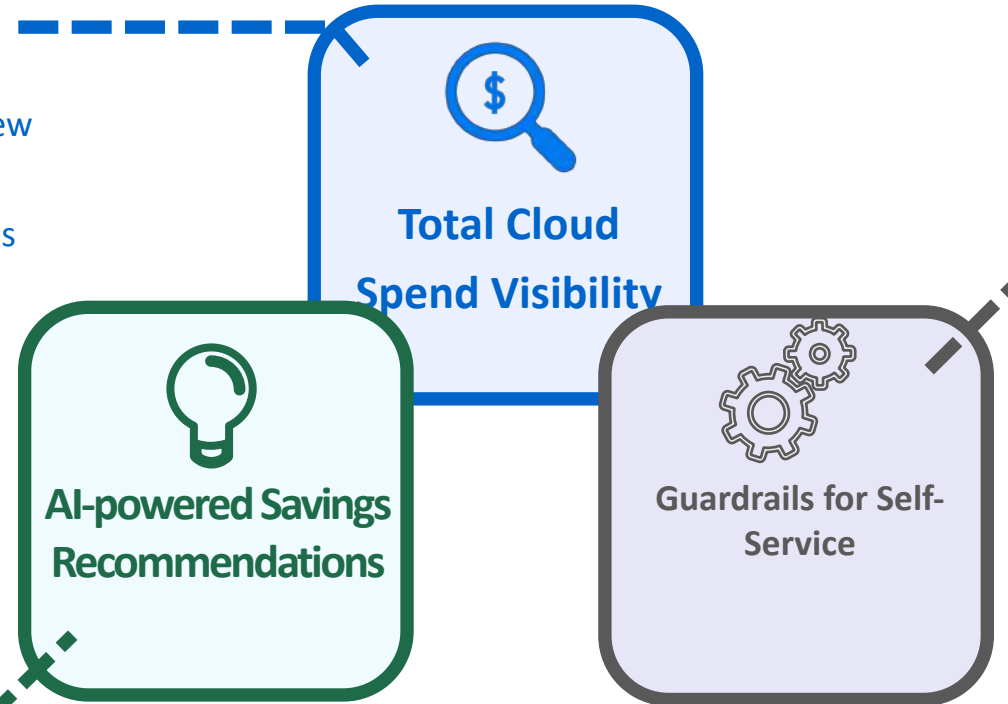 $
Total Cloud
Spend Visibility
AI-powered Savings
Recommendations
Guardrails for Self-
Service